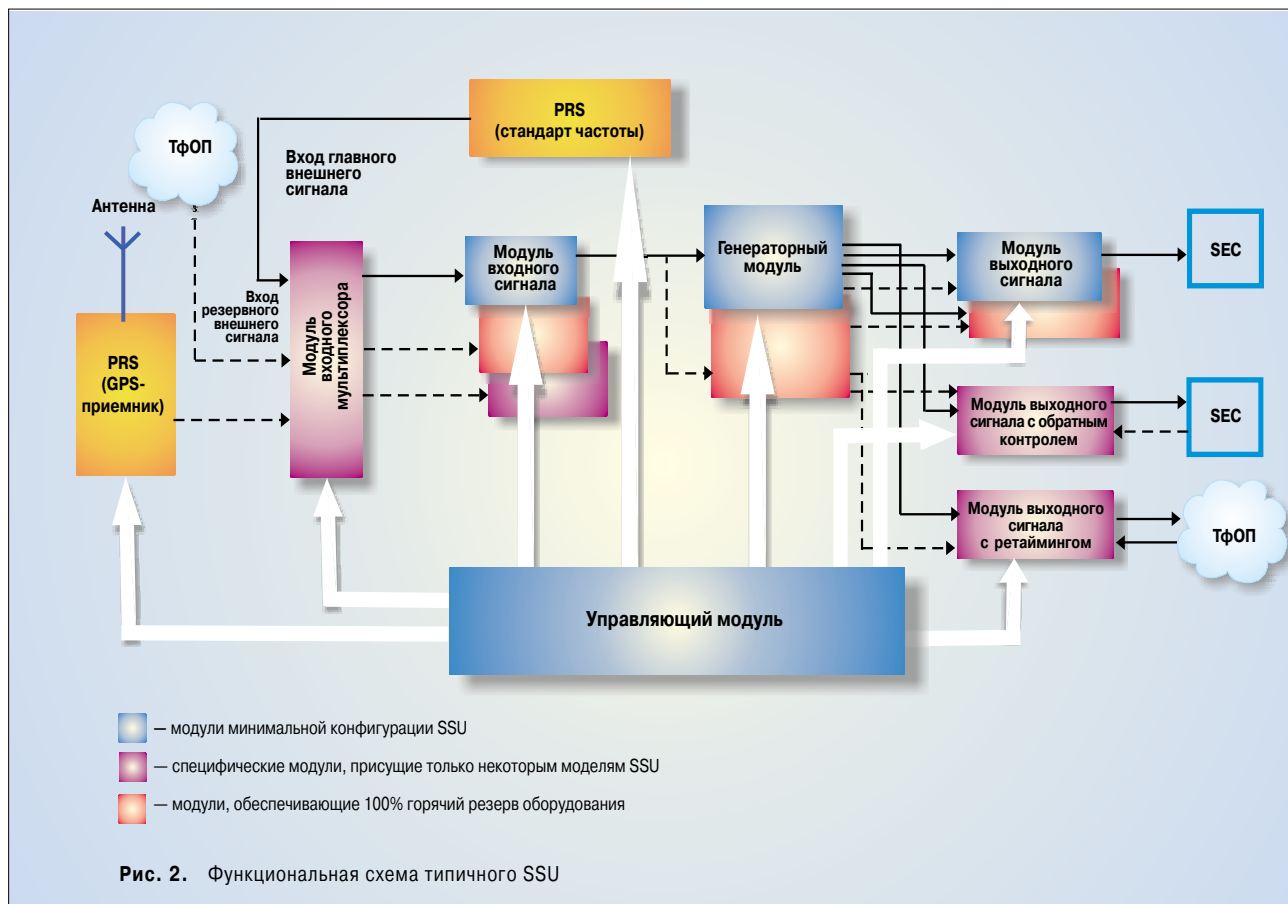 PRS
(стандарт частоты)
ТфОП
Вход главного
внешнего
сигнала
Антенна
Вход
резервного
внешнего
сигнала
PRS
(GPS-
приемник)
Модуль
входного
мультиплексора
Модуль
входного
сигнала
Генераторный
модуль
Модуль
выходного
сигнала
SEC
Модуль выходного
сигнала с обратным
контролем
SEC
Модуль выходного
сигнала
с ретаймингом
ТфОП
Управляющий модуль
— модули минимальной конфигурации SSU
— специфические модули, присущие только некоторым моделям SSU
— модули, обеспечивающие 100% горячий резерв оборудования
Рис. 2. Функциональная схема типичного SSU